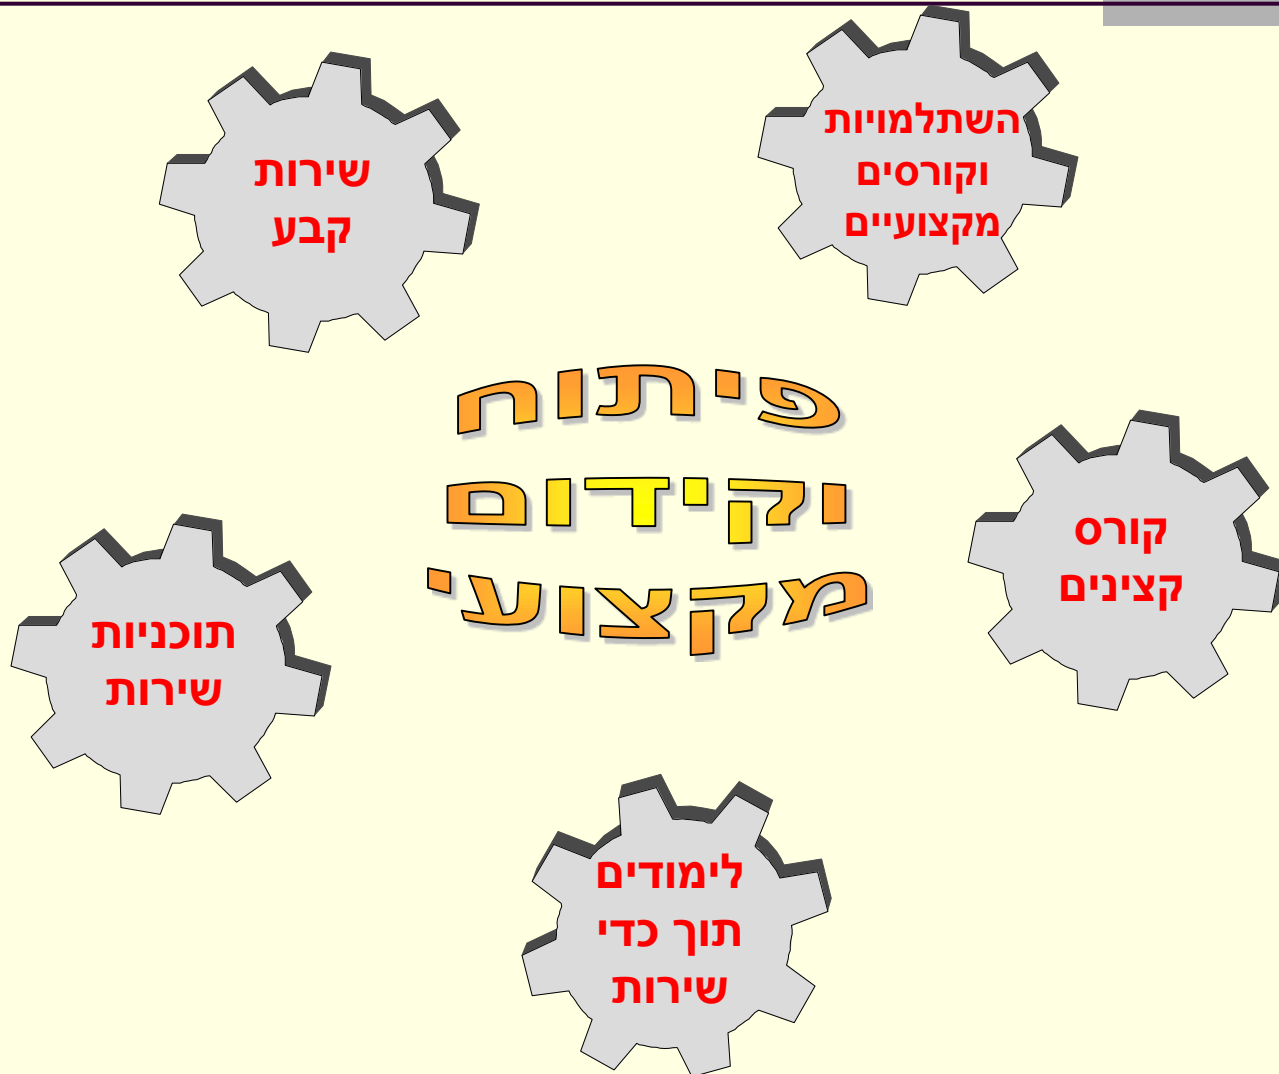 השתלמויות
וקורסים
מקצועיים
שירות
קבע
פיתוח
וקידום
מקצועי
קורס
קצינים
תוכניות
שירות
לימודים
תוך כדי
שירות